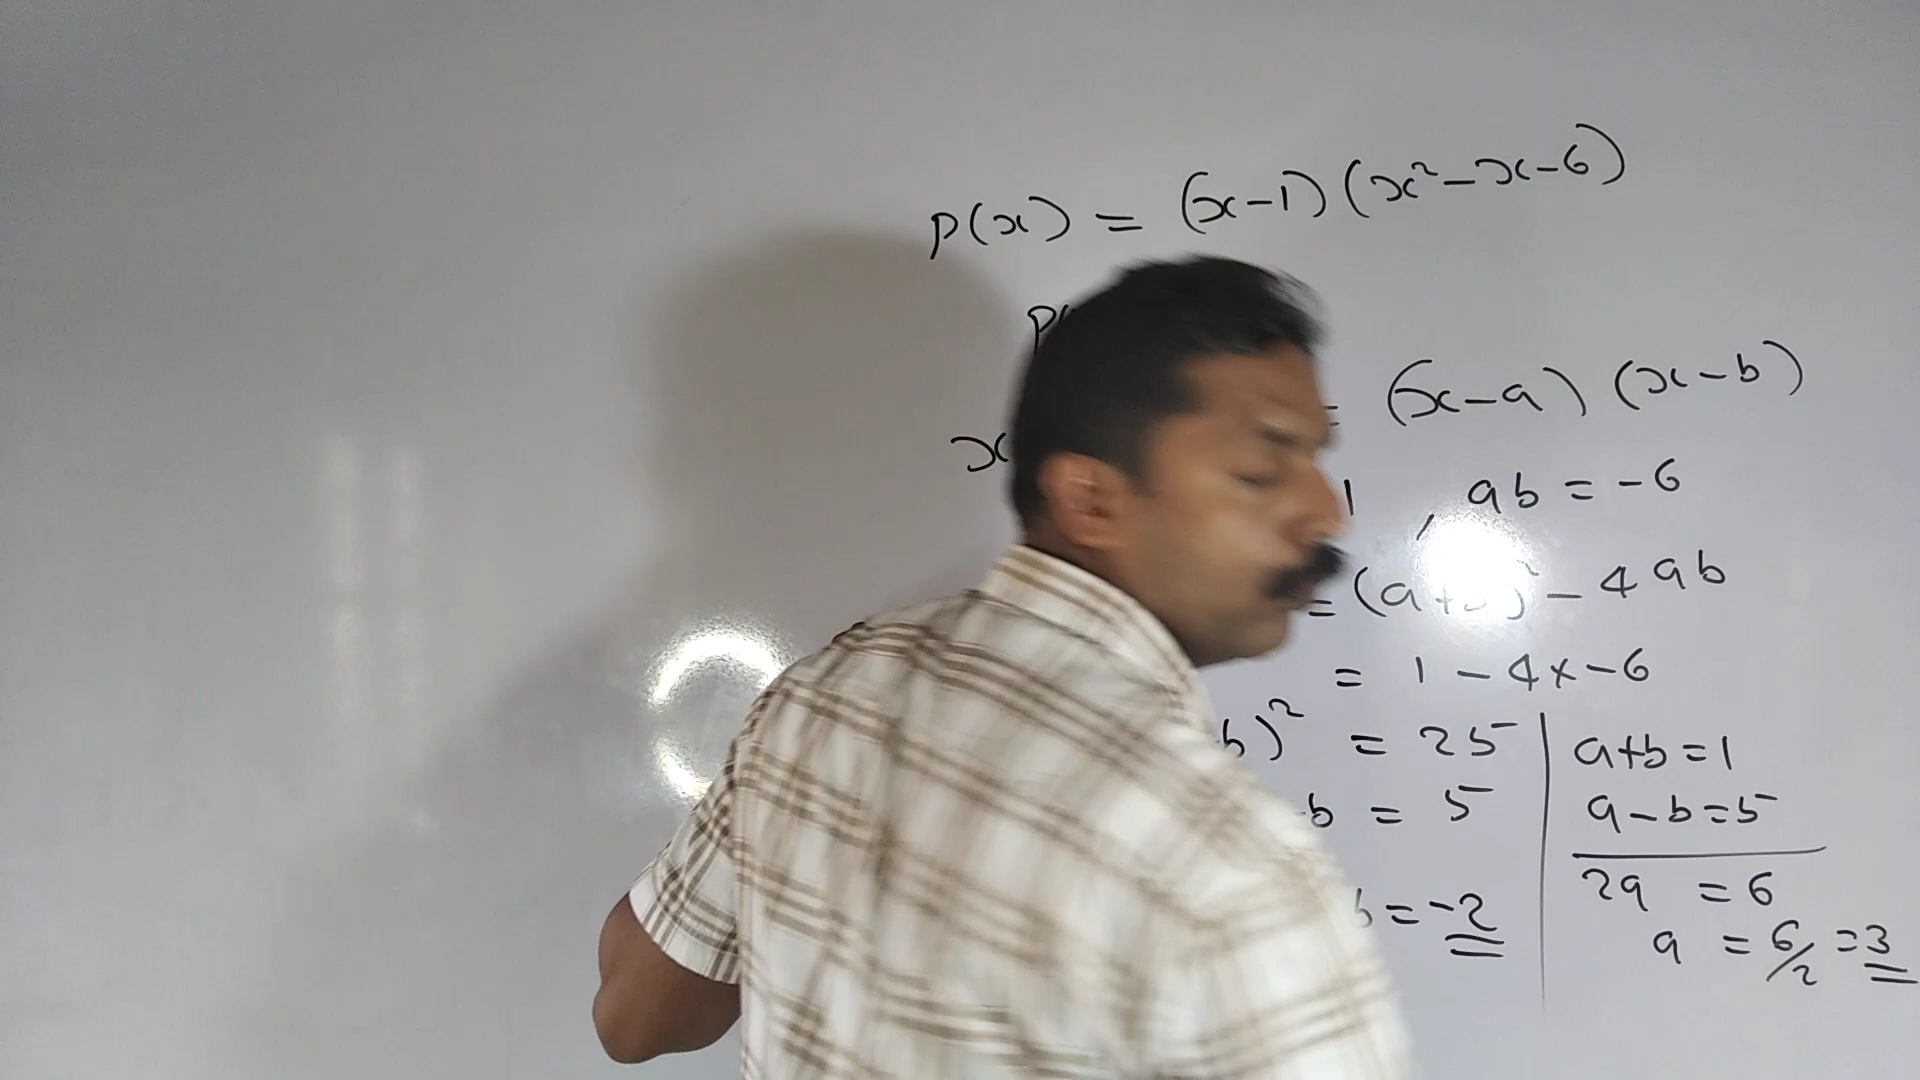 p(x) = (x-1) (x²-x-6)
p(
x = (x-a) (x-b)
1 , ab = -6
= (a+ ) - 4ab
= 1 - 4x-6
b)² = 25
-b = 5
b = -2
a+b = 1
a-b = 5
2a = 6
a = 6/2 = 3